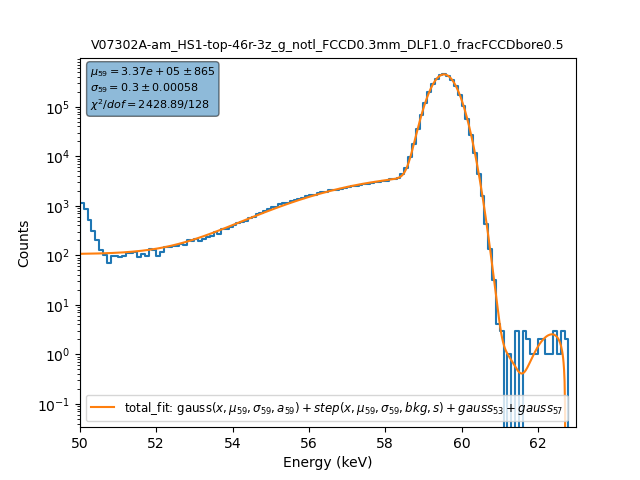 V07302A-am_HS1-top-46r-3z_g_notl_FCCD0.3mm_DLF1.0_fracFCCDbore0.5
μ₅₉ = 3.37e + 05 ± 865
σ₅₉ = 0.3 ± 0.00058
χ²/dof = 2428.89/128
10⁵
10⁴
10³
10²
10¹
10⁰
10⁻¹
Counts
total_fit: gauss(x, μ₅₉, σ₅₉, a₅₉) + step(x, μ₅₉, σ₅₉, bkg, s) + gauss₅₃ + gauss₅₇
50 52 54 56 58 60 62
Energy (keV)